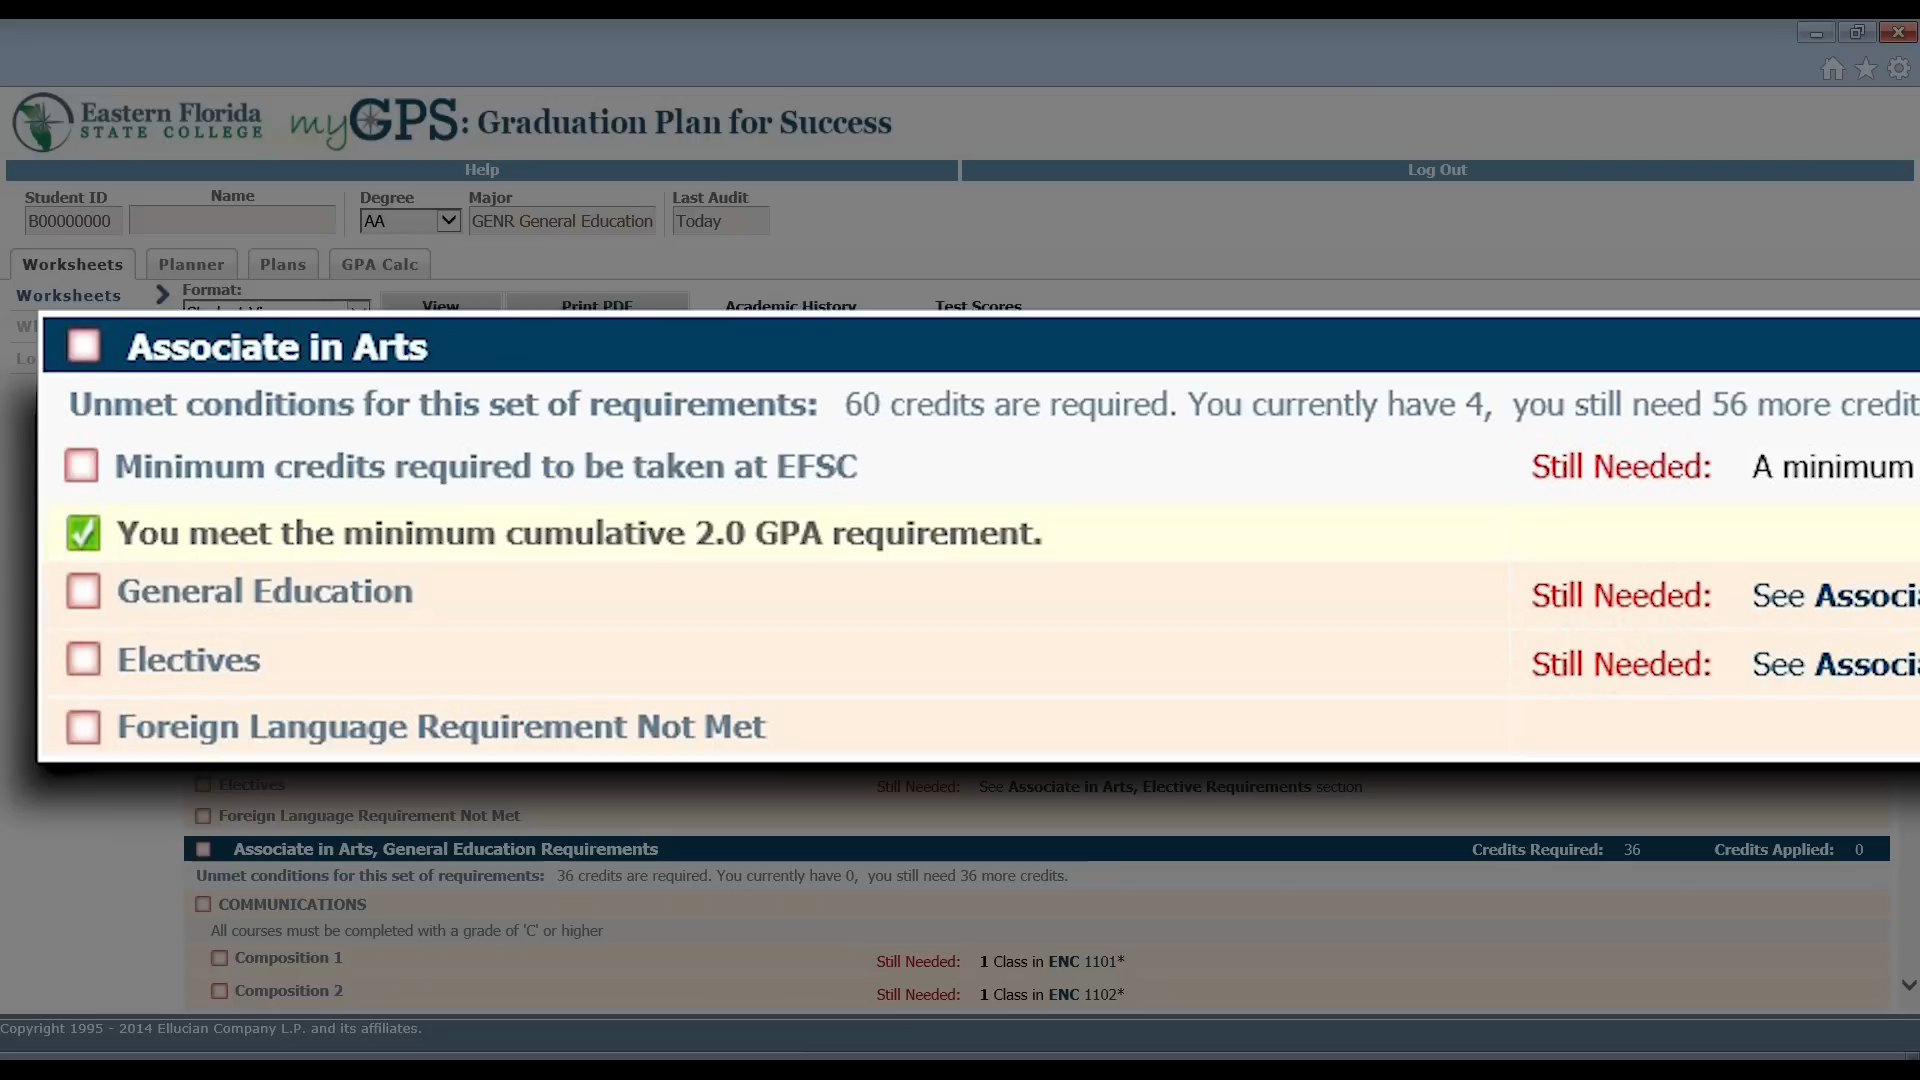 Eastern Florida
STATE COLLEGE
myGPS: Graduation Plan for Success
Help
Log Out
Student ID
Name
Degree
Major
Last Audit
B00000000
AA
GENR General Education
Today
Worksheets
Planner
Plans
GPA Calc
Worksheets
Format:
View
Print PDF
Academic History
Test Scores
Associate in Arts
Unmet conditions for this set of requirements: 60 credits are required. You currently have 4, you still need 56 more credit
Minimum credits required to be taken at EFSC
Still Needed: A minimum
You meet the minimum cumulative 2.0 GPA requirement.
General Education
Still Needed: See Associa
Electives
Still Needed: See Associa
Foreign Language Requirement Not Met
Electives
Still Needed: See Associate in Arts, Elective Requirements section
Foreign Language Requirement Not Met
Associate in Arts, General Education Requirements
Credits Required: 36
Credits Applied: 0
Unmet conditions for this set of requirements: 36 credits are required. You currently have 0, you still need 36 more credits.
COMMUNICATIONS
All courses must be completed with a grade of 'C' or higher
Composition 1
Still Needed: 1 Class in ENC 1101*
Composition 2
Still Needed: 1 Class in ENC 1102*
Copyright 1995 - 2014 Ellucian Company L.P. and its affiliates.